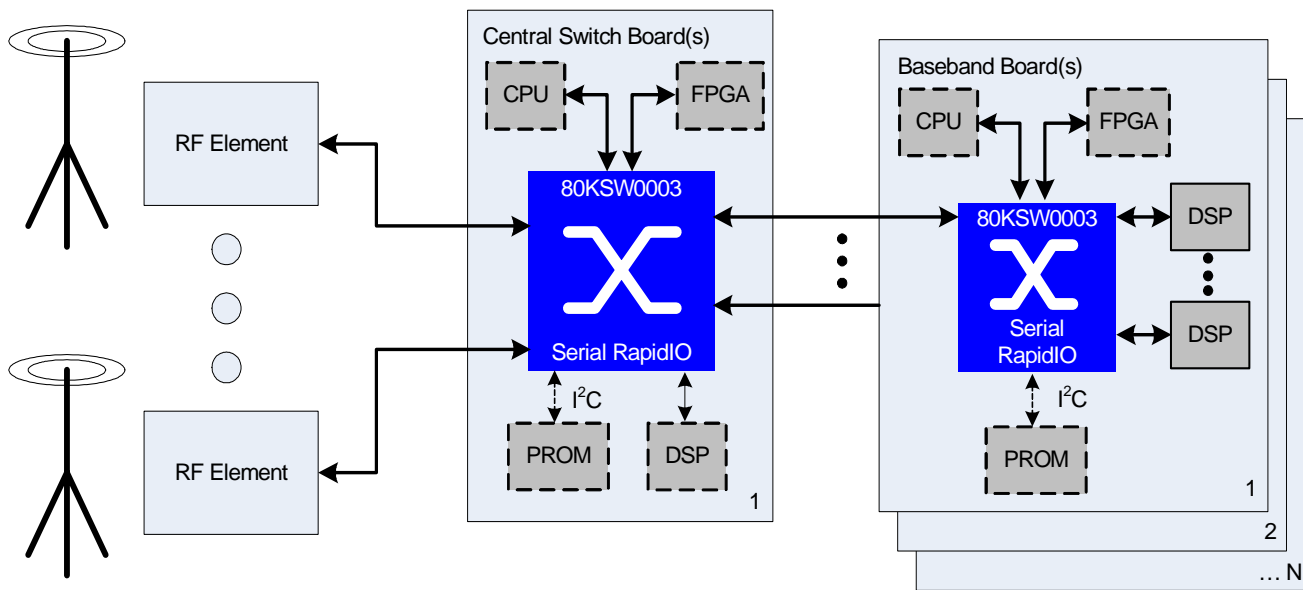 RF Element
RF Element
Central Switch Board(s)
CPU
FPGA
80KSW0003
Serial RapidIO
I²C
PROM
DSP
1
Baseband Board(s)
CPU
FPGA
80KSW0003
Serial
RapidIO
DSP
DSP
I²C
PROM
1
2
... N